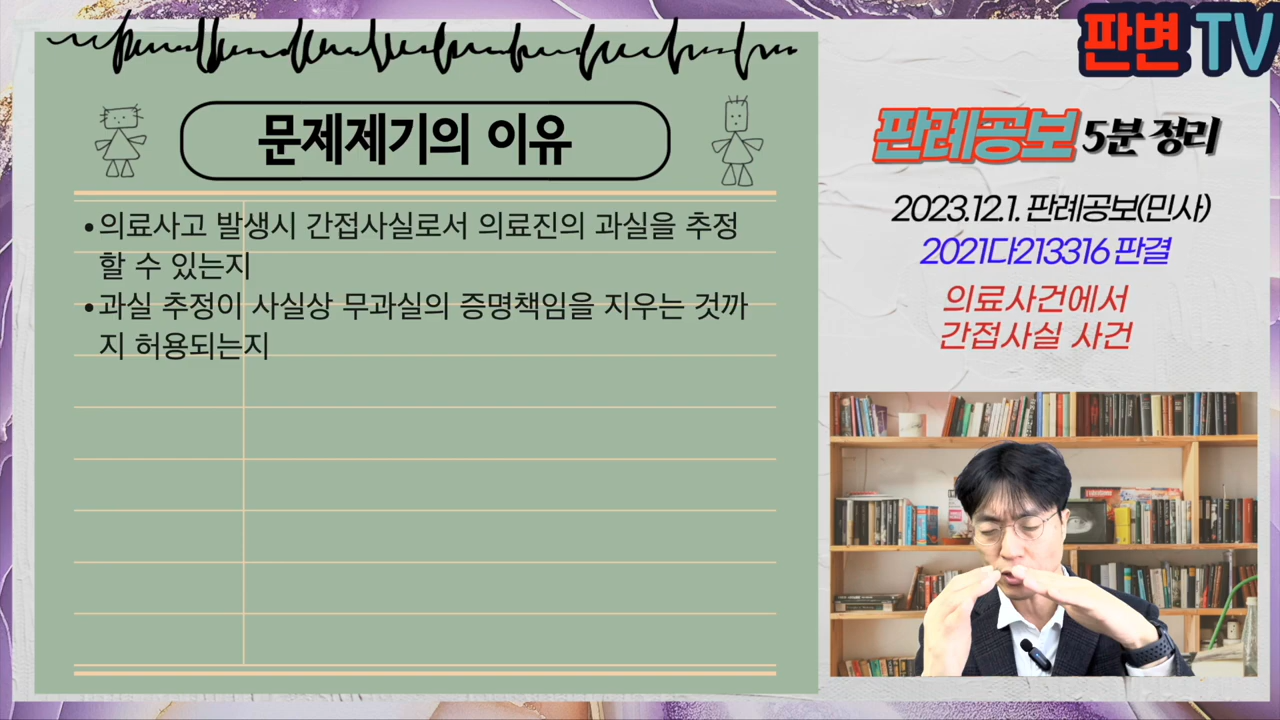 판변 TV
문제제기의 이유
•의료사고 발생시 간접사실로서 의료진의 과실을 추정
할 수 있는지
•과실 추정이 사실상 무과실의 증명책임을 지우는 것까
지 허용되는지
판례공보 5분 정리
2023.12.1. 판례공보(민사)
2021다213316 판결
의료사건에서
간접사실 사건